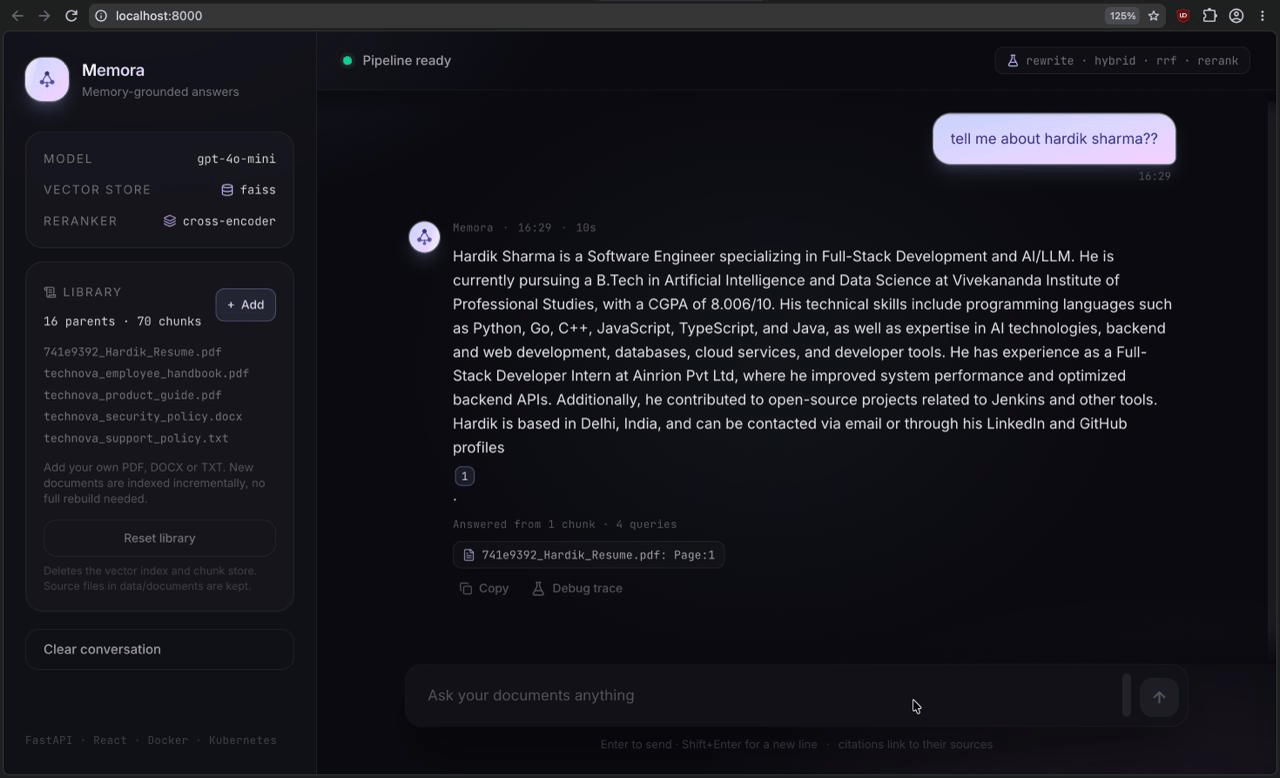 localhost:8000
125%
Memora
Memory-grounded answers
MODEL gpt-4o-mini
VECTOR STORE faiss
RERANKER cross-encoder
LIBRARY
+ Add
16 parents · 70 chunks
741e9392_Hardik_Resume.pdf
technova_employee_handbook.pdf
technova_product_guide.pdf
technova_security_policy.docx
technova_support_policy.txt
Add your own PDF, DOCX or TXT. New
documents are indexed incrementally, no
full rebuild needed.
Reset library
Deletes the vector index and chunk store.
Source files in data/documents are kept.
Clear conversation
FastAPI · React · Docker · Kubernetes
Pipeline ready
rewrite · hybrid · rrf · rerank
tell me about hardik sharma??
16:29
Memora · 16:29 · 10s
Hardik Sharma is a Software Engineer specializing in Full-Stack Development and AI/LLM. He is
currently pursuing a B.Tech in Artificial Intelligence and Data Science at Vivekananda Institute of
Professional Studies, with a CGPA of 8.006/10. His technical skills include programming languages such
as Python, Go, C++, JavaScript, TypeScript, and Java, as well as expertise in AI technologies, backend
and web development, databases, cloud services, and developer tools. He has experience as a Full-
Stack Developer Intern at Ainrion Pvt Ltd, where he improved system performance and optimized
backend APIs. Additionally, he contributed to open-source projects related to Jenkins and other tools.
Hardik is based in Delhi, India, and can be contacted via email or through his LinkedIn and GitHub
profiles
1
.
Answered from 1 chunk · 4 queries
741e9392_Hardik_Resume.pdf: Page:1
Copy Debug trace
Ask your documents anything
Enter to send · Shift+Enter for a new line · citations link to their sources